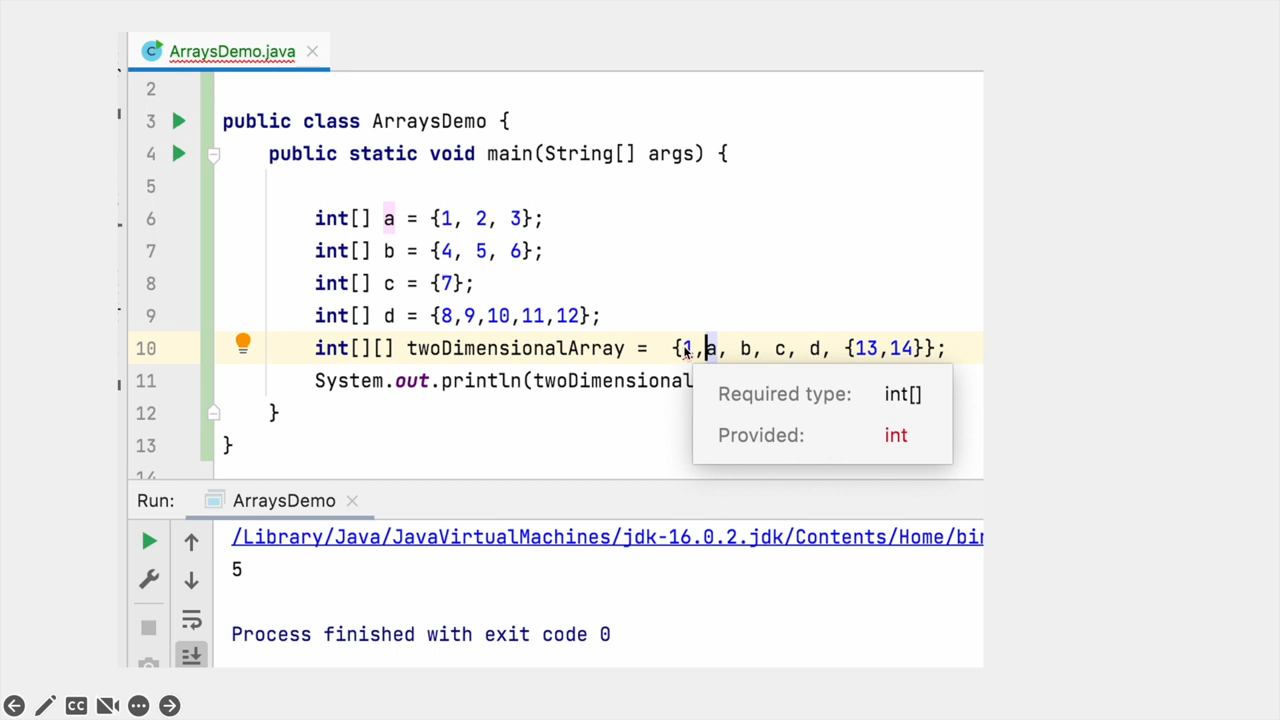 ArraysDemo.java
2
3 public class ArraysDemo {
4 public static void main(String[] args) {
5
6 int[] a = {1, 2, 3};
7 int[] b = {4, 5, 6};
8 int[] c = {7};
9 int[] d = {8,9,10,11,12};
10 int[][] twoDimensionalArray = {1,a, b, c, d, {13,14}};
11 System.out.println(twoDimensional
Required type: int[]
Provided: int
12 }
13 }
14
Run: ArraysDemo
/Library/Java/JavaVirtualMachines/jdk-16.0.2.jdk/Contents/Home/bin
5
Process finished with exit code 0
CC